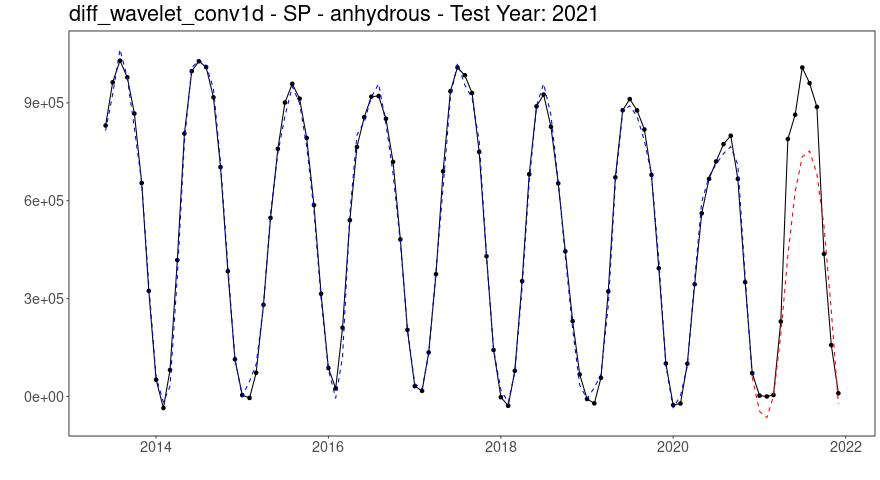 diff_wavelet_conv1d - SP - anhydrous - Test Year: 2021
9e+05
6e+05
3e+05
0e+00
2014 2016 2018 2020 2022